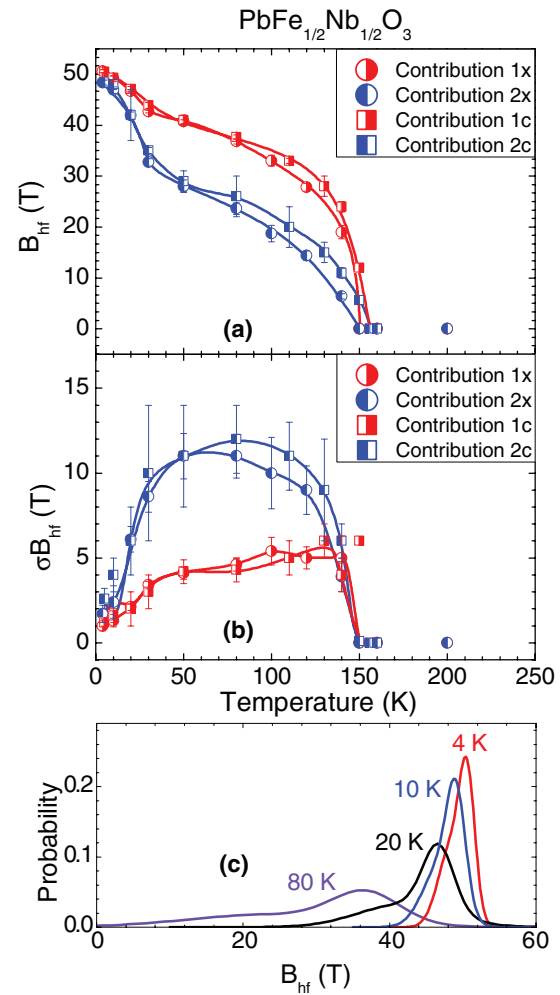 PbFe1/2Nb1/2O3
50
40
30
20
10
0
Bhf (T)
Contribution 1x
Contribution 2x
Contribution 1c
Contribution 2c
(a)
15
10
5
0
σBhf (T)
Contribution 1x
Contribution 2x
Contribution 1c
Contribution 2c
(b)
0 50 100 150 200 250
Temperature (K)
0.2
0.1
0.0
Probability
4 K
10 K
20 K
80 K
(c)
0 20 40 60
Bhf (T)